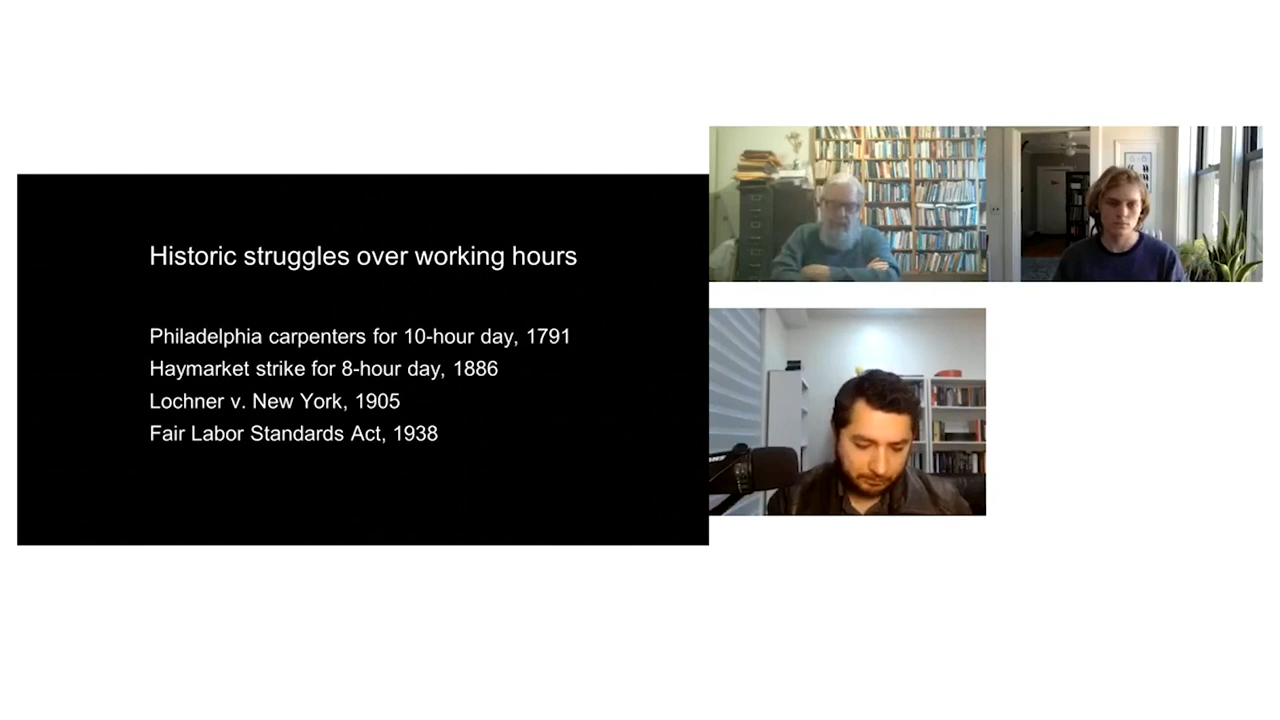 Historic struggles over working hours
Philadelphia carpenters for 10-hour day, 1791
Haymarket strike for 8-hour day, 1886
Lochner v. New York, 1905
Fair Labor Standards Act, 1938